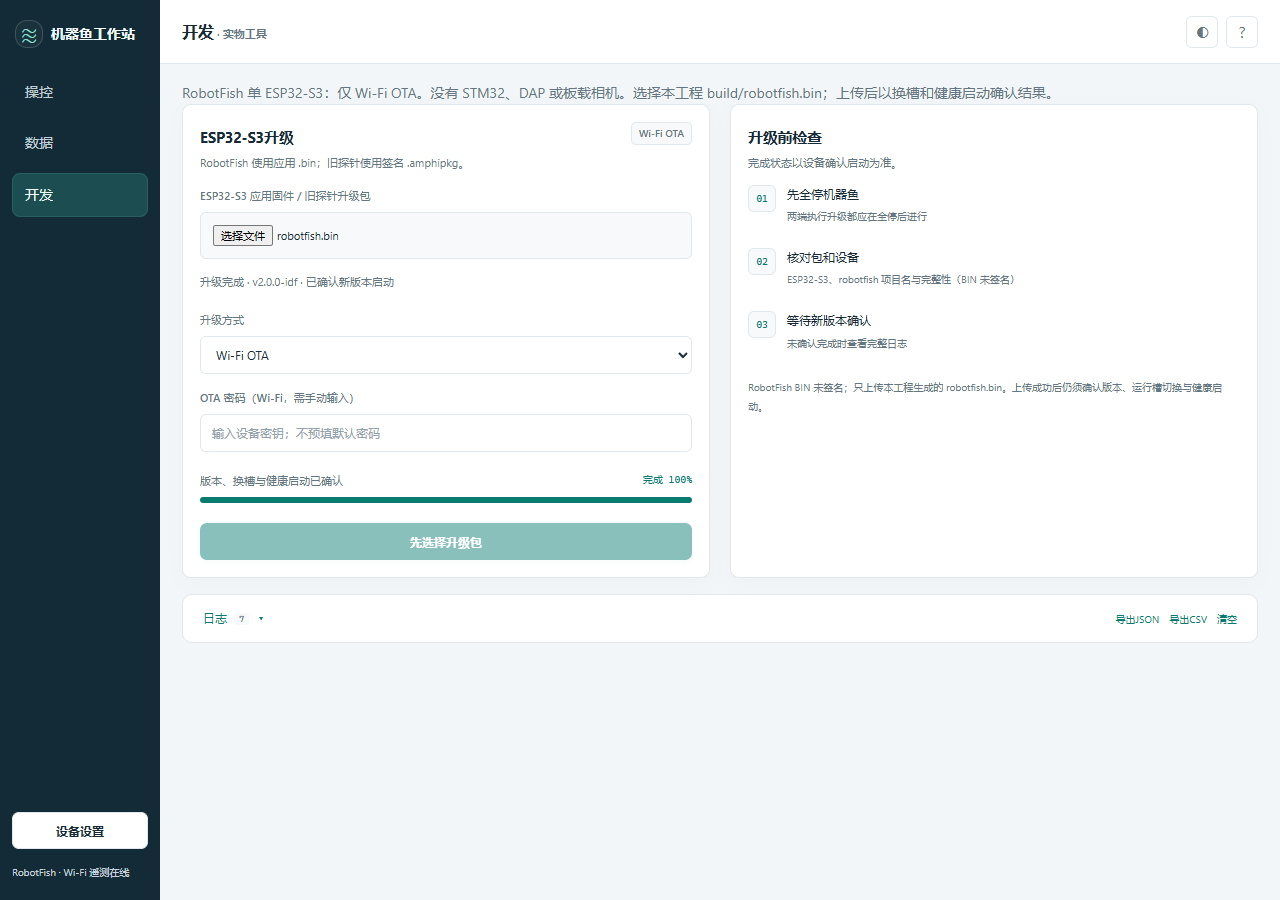 机器鱼工作站
操控
数据
开发
设备设置
RobotFish · Wi-Fi 遥测在线
开发 · 实物工具
?
RobotFish 单 ESP32-S3：仅 Wi-Fi OTA。没有 STM32、DAP 或板载相机。选择本工程 build/robotfish.bin；上传后以换槽和健康启动确认结果。
ESP32-S3升级
Wi-Fi OTA
RobotFish 使用应用 .bin；旧探针使用签名 .amphipkg。
ESP32-S3 应用固件 / 旧探针升级包
选择文件 robotfish.bin
升级完成 · v2.0.0-idf · 已确认新版本启动
升级方式
Wi-Fi OTA
OTA 密码（Wi-Fi，需手动输入）
输入设备密钥；不预填默认密码
版本、换槽与健康启动已确认
完成 100%
先选择升级包
升级前检查
完成状态以设备确认启动为准。
01
先全停机器鱼
两端执行升级都应在全停后进行
02
核对包和设备
ESP32-S3、robotfish 项目名与完整性（BIN 未签名）
03
等待新版本确认
未确认完成时查看完整日志
RobotFish BIN 未签名；只上传本工程生成的 robotfish.bin。上传成功后仍须确认版本、运行槽切换与健康启
动。
日志 7
导出JSON 导出CSV 清空